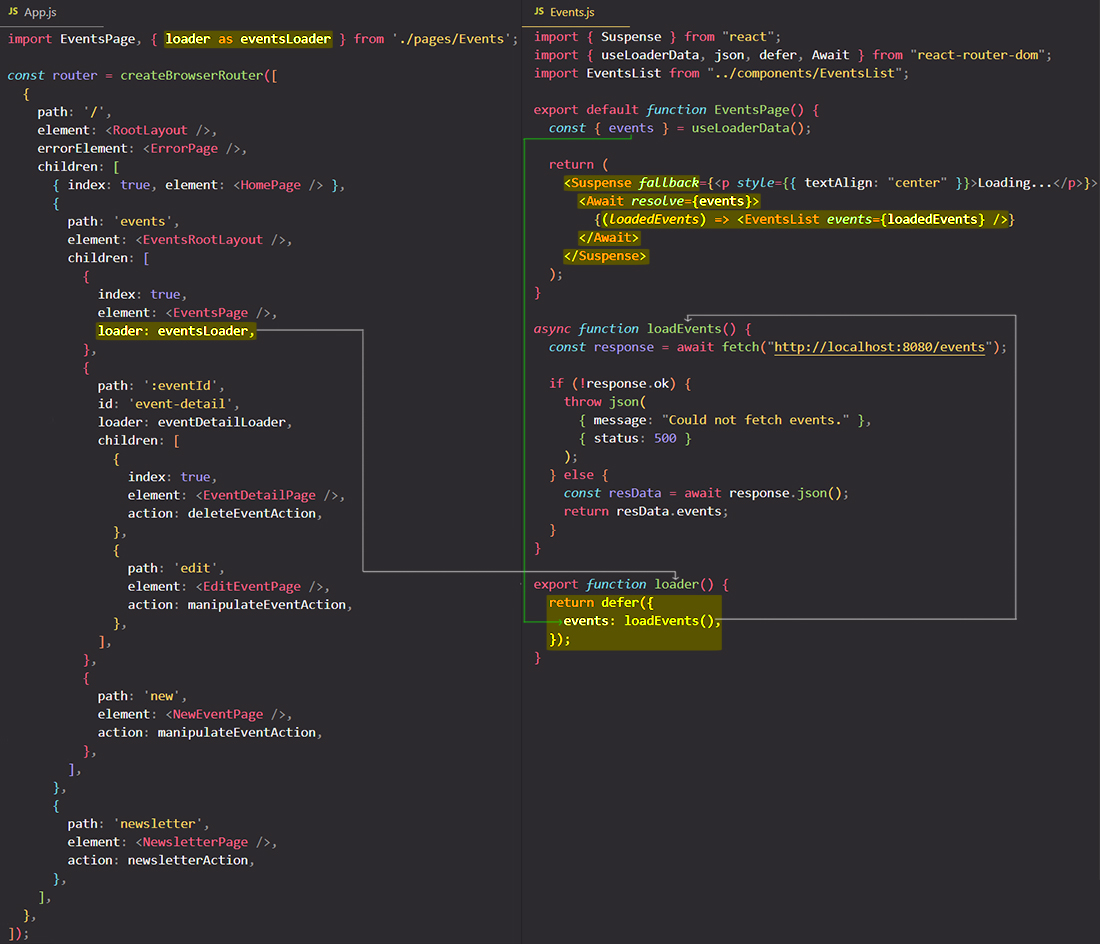 JS App.js
import EventsPage, { loader as eventsLoader } from './pages/Events';
const router = createBrowserRouter([
{
path: '/',
element: <RootLayout />,
errorElement: <ErrorPage />,
children: [
{ index: true, element: <HomePage /> },
{
path: 'events',
element: <EventsRootLayout />,
children: [
{
index: true,
element: <EventsPage />,
loader: eventsLoader,
},
{
path: ':eventId',
id: 'event-detail',
loader: eventDetailLoader,
children: [
{
index: true,
element: <EventDetailPage />,
action: deleteEventAction,
},
{
path: 'edit',
element: <EditEventPage />,
action: manipulateEventAction,
},
],
},
{
path: 'new',
element: <NewEventPage />,
action: manipulateEventAction,
},
],
},
{
path: 'newsletter',
element: <NewsletterPage />,
action: newsletterAction,
},
],
},
]);
JS Events.js
import { Suspense } from "react";
import { useLoaderData, json, defer, Await } from "react-router-dom";
import EventsList from "../components/EventsList";
export default function EventsPage() {
const { events } = useLoaderData();
return (
<Suspense fallback={<p style={{ textAlign: "center" }}>Loading...</p>}>
<Await resolve={events}>
{(loadedEvents) => <EventsList events={loadedEvents} />}
</Await>
</Suspense>
);
}
async function loadEvents() {
const response = await fetch("http://localhost:8080/events");
if (!response.ok) {
throw json(
{ message: "Could not fetch events." },
{ status: 500 }
);
} else {
const resData = await response.json();
return resData.events;
}
}
export function loader() {
return defer({
events: loadEvents(),
});
}